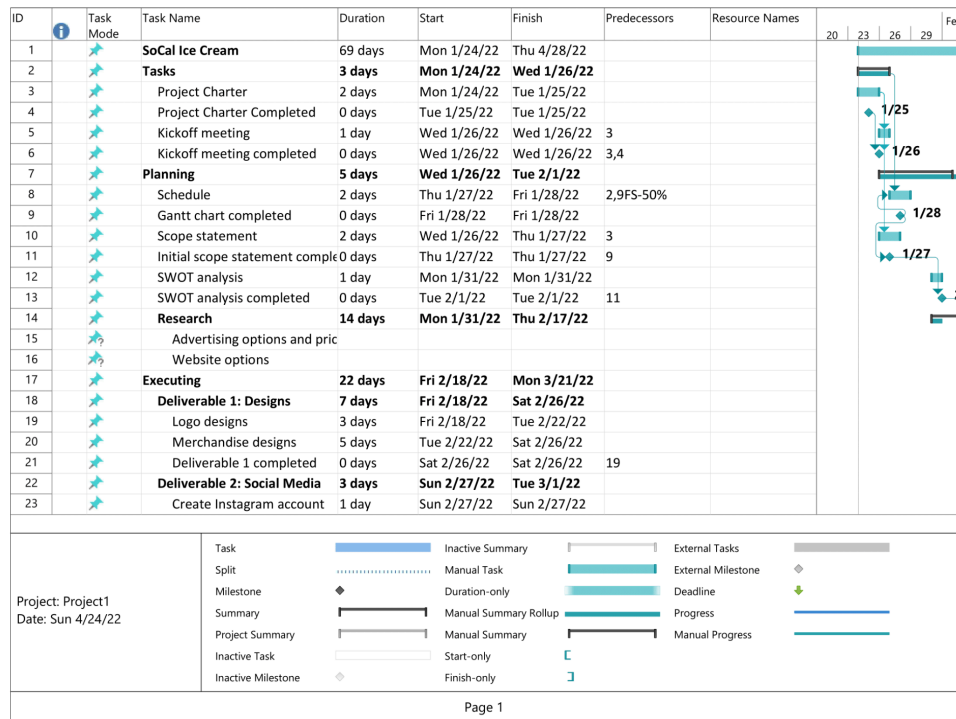 ID Task Mode Task Name Duration Start Finish Predecessors Resource Names 20 23 26 29 Fe
1 SoCal Ice Cream 69 days Mon 1/24/22 Thu 4/28/22
2 Tasks 3 days Mon 1/24/22 Wed 1/26/22
3 Project Charter 2 days Mon 1/24/22 Tue 1/25/22
4 Project Charter Completed 0 days Tue 1/25/22 Tue 1/25/22 1/25
5 Kickoff meeting 1 day Wed 1/26/22 Wed 1/26/22 3
6 Kickoff meeting completed 0 days Wed 1/26/22 Wed 1/26/22 3,4 1/26
7 Planning 5 days Wed 1/26/22 Tue 2/1/22
8 Schedule 2 days Thu 1/27/22 Fri 1/28/22 2,9FS-50%
9 Gantt chart completed 0 days Fri 1/28/22 Fri 1/28/22 1/28
10 Scope statement 2 days Wed 1/26/22 Thu 1/27/22 3
11 Initial scope statement comple 0 days Thu 1/27/22 Thu 1/27/22 9 1/27
12 SWOT analysis 1 day Mon 1/31/22 Mon 1/31/22
13 SWOT analysis completed 0 days Tue 2/1/22 Tue 2/1/22 11
14 Research 14 days Mon 1/31/22 Thu 2/17/22
15 ? Advertising options and pric
16 ? Website options
17 Executing 22 days Fri 2/18/22 Mon 3/21/22
18 Deliverable 1: Designs 7 days Fri 2/18/22 Sat 2/26/22
19 Logo designs 3 days Fri 2/18/22 Tue 2/22/22
20 Merchandise designs 5 days Tue 2/22/22 Sat 2/26/22
21 Deliverable 1 completed 0 days Sat 2/26/22 Sat 2/26/22 19
22 Deliverable 2: Social Media 3 days Sun 2/27/22 Tue 3/1/22
23 Create Instagram account 1 day Sun 2/27/22 Sun 2/27/22
Project: Project1
Date: Sun 4/24/22
Task Inactive Summary External Tasks
Split Manual Task External Milestone
Milestone Duration-only Deadline
Summary Manual Summary Rollup Progress
Project Summary Manual Summary Manual Progress
Inactive Task Start-only
Inactive Milestone Finish-only
Page 1